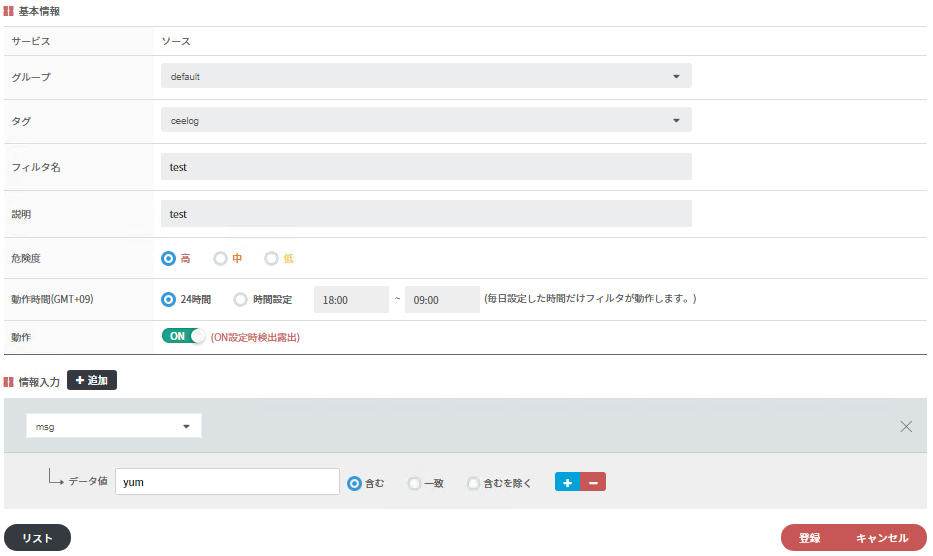 基本情報
サービス ソース
グループ default
タグ ceelog
フィルタ名 test
説明 test
危険度 高 中 低
動作時間(GMT+09) 24時間 時間設定 18:00 ~ 09:00 (毎日設定した時間だけフィルタが動作します。)
動作 ON (ON設定時検出露出)
情報入力 + 追加
msg
データ値 yum 含む 一致 含むを除く + −
リスト 登録 キャンセル